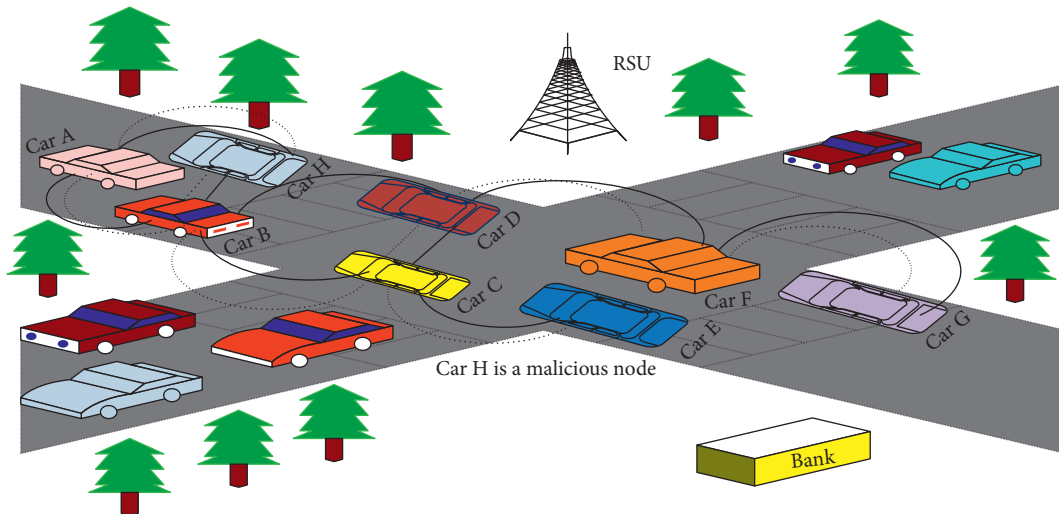 RSU
Car A
Car H
Car B
Car D
Car C
Car F
Car E
Car G
Car H is a malicious node
Bank